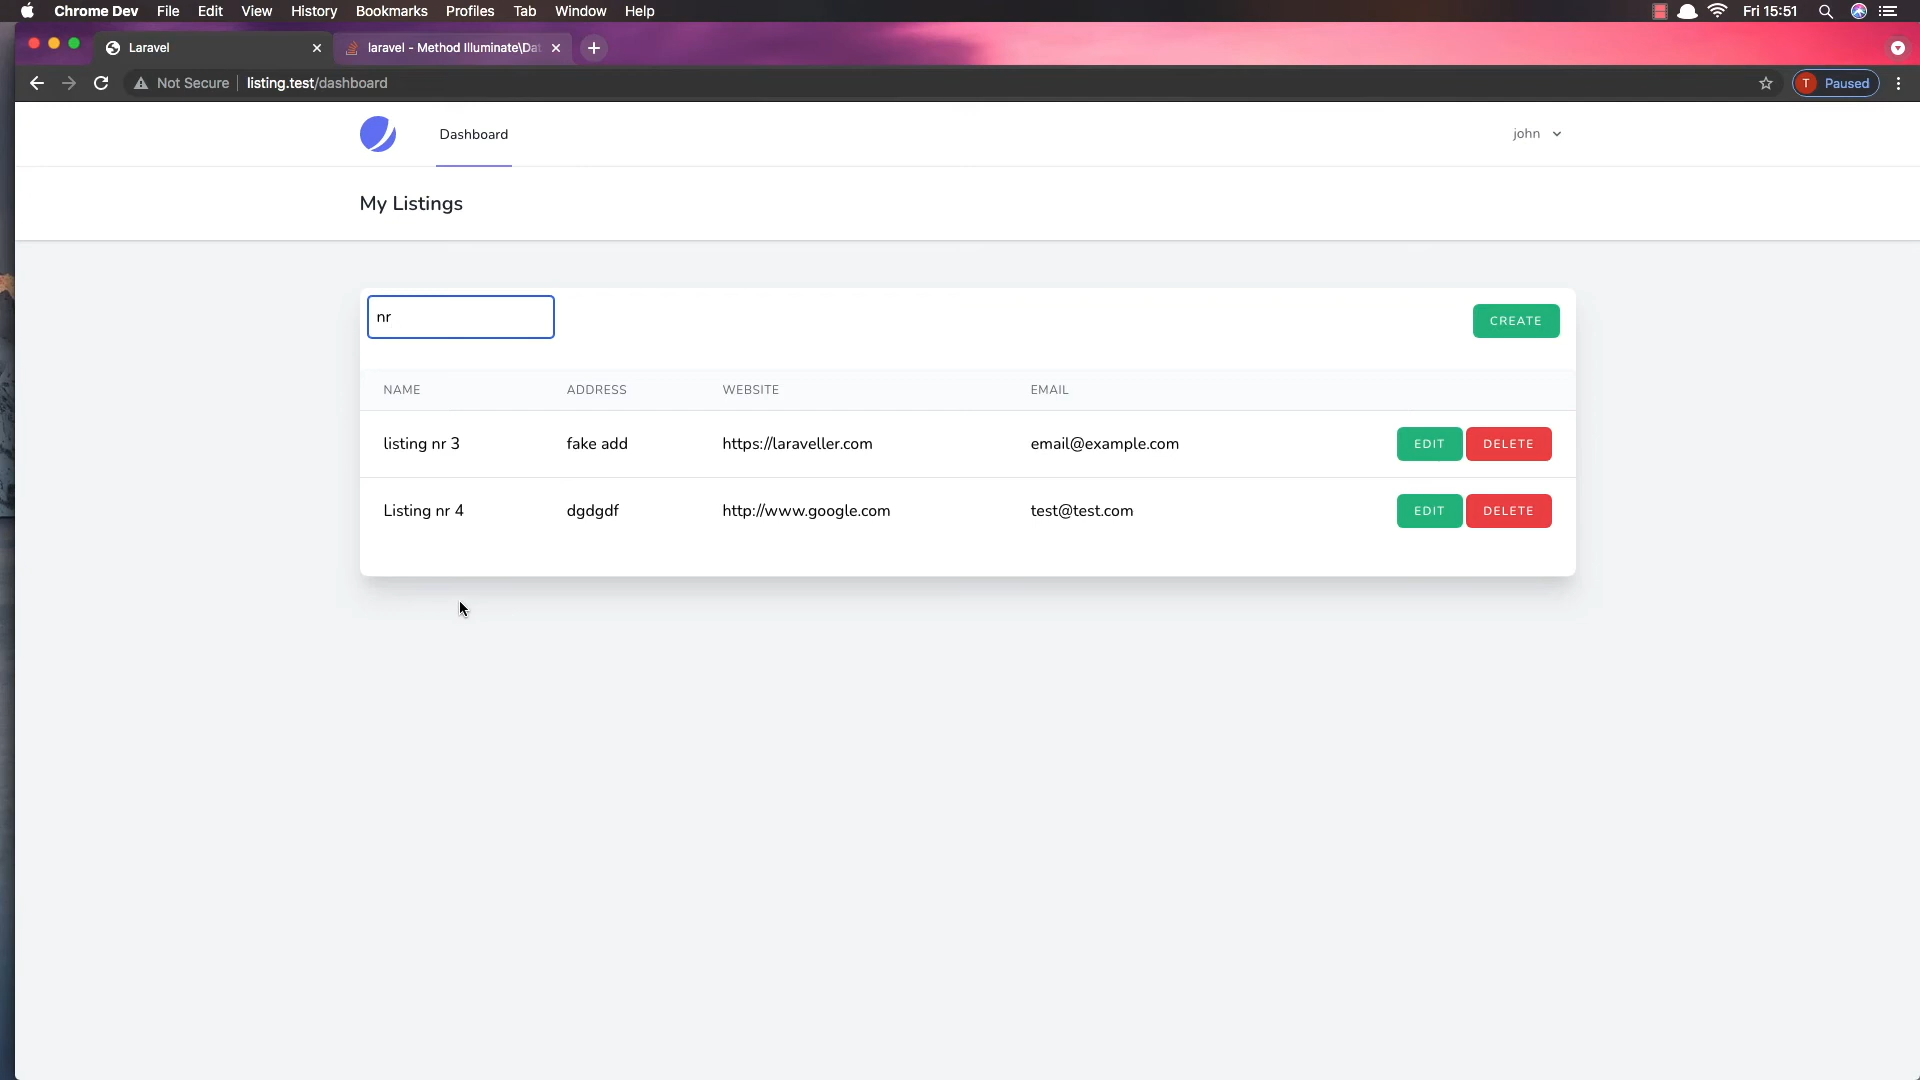 Chrome Dev File Edit View History Bookmarks Profiles Tab Window Help Fri 15:51
Laravel laravel - Method Illuminate\Dat
Not Secure listing.test/dashboard T Paused
Dashboard john
My Listings
nr CREATE
NAME ADDRESS WEBSITE EMAIL
listing nr 3 fake add https://laraveller.com email@example.com EDIT DELETE
Listing nr 4 dgdgdf http://www.google.com test@test.com EDIT DELETE